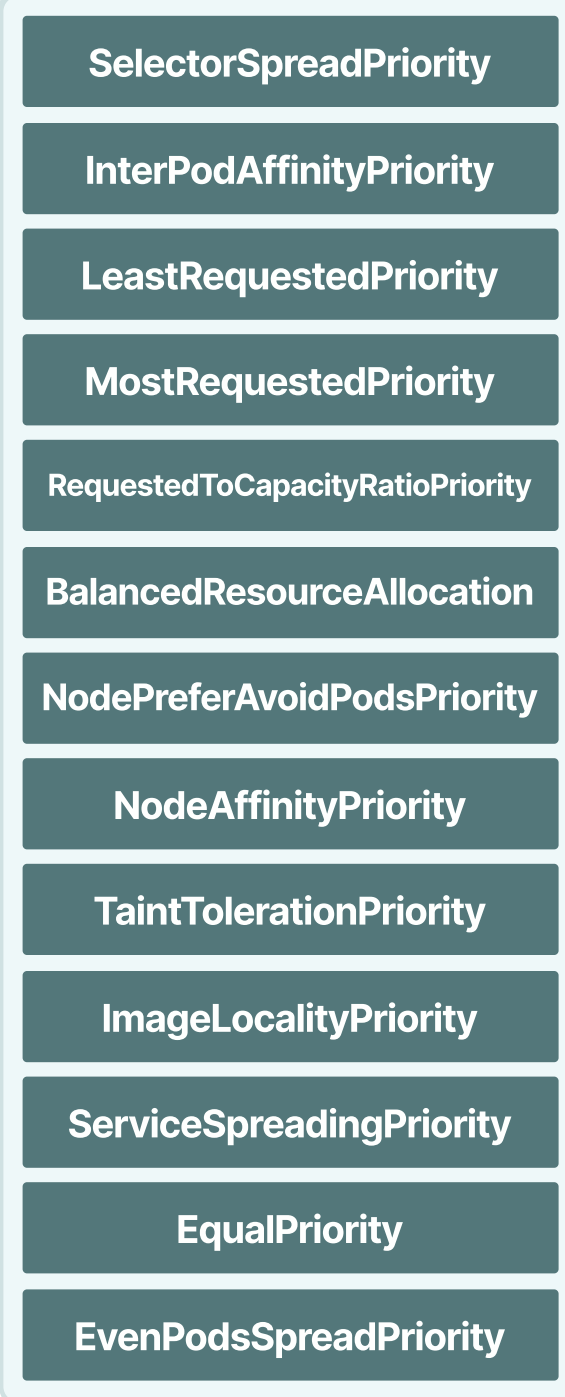 SelectorSpreadPriority
InterPodAffinityPriority
LeastRequestedPriority
MostRequestedPriority
RequestedToCapacityRatioPriority
BalancedResourceAllocation
NodePreferAvoidPodsPriority
NodeAffinityPriority
TaintTolerationPriority
ImageLocalityPriority
ServiceSpreadingPriority
EqualPriority
EvenPodsSpreadPriority